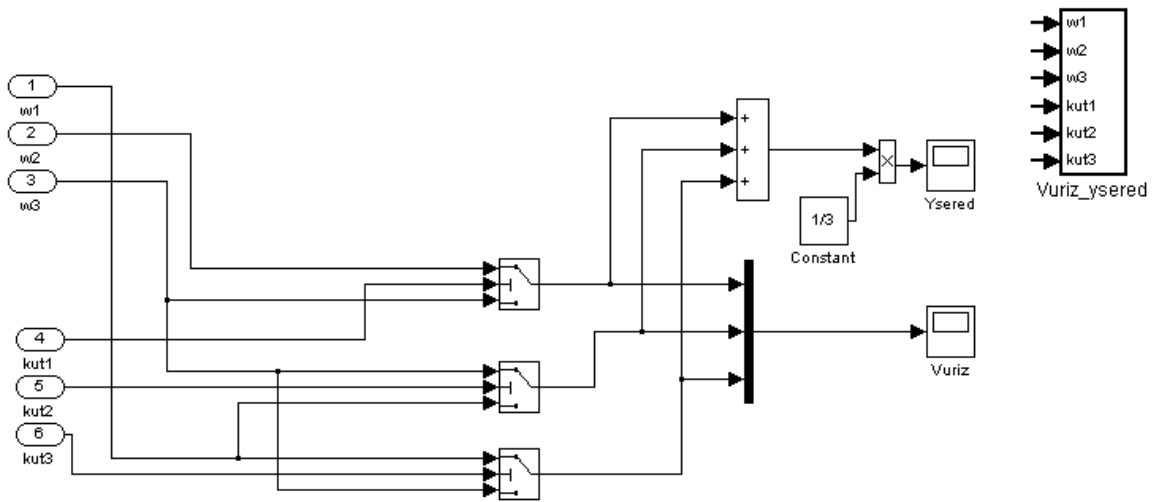 1
w1
2
w2
3
w3
4
kut1
5
kut2
6
kut3
+
+
+
×
1/3
Constant
Ysered
Vuriz
w1
w2
w3
kut1
kut2
kut3
Vuriz_ysered